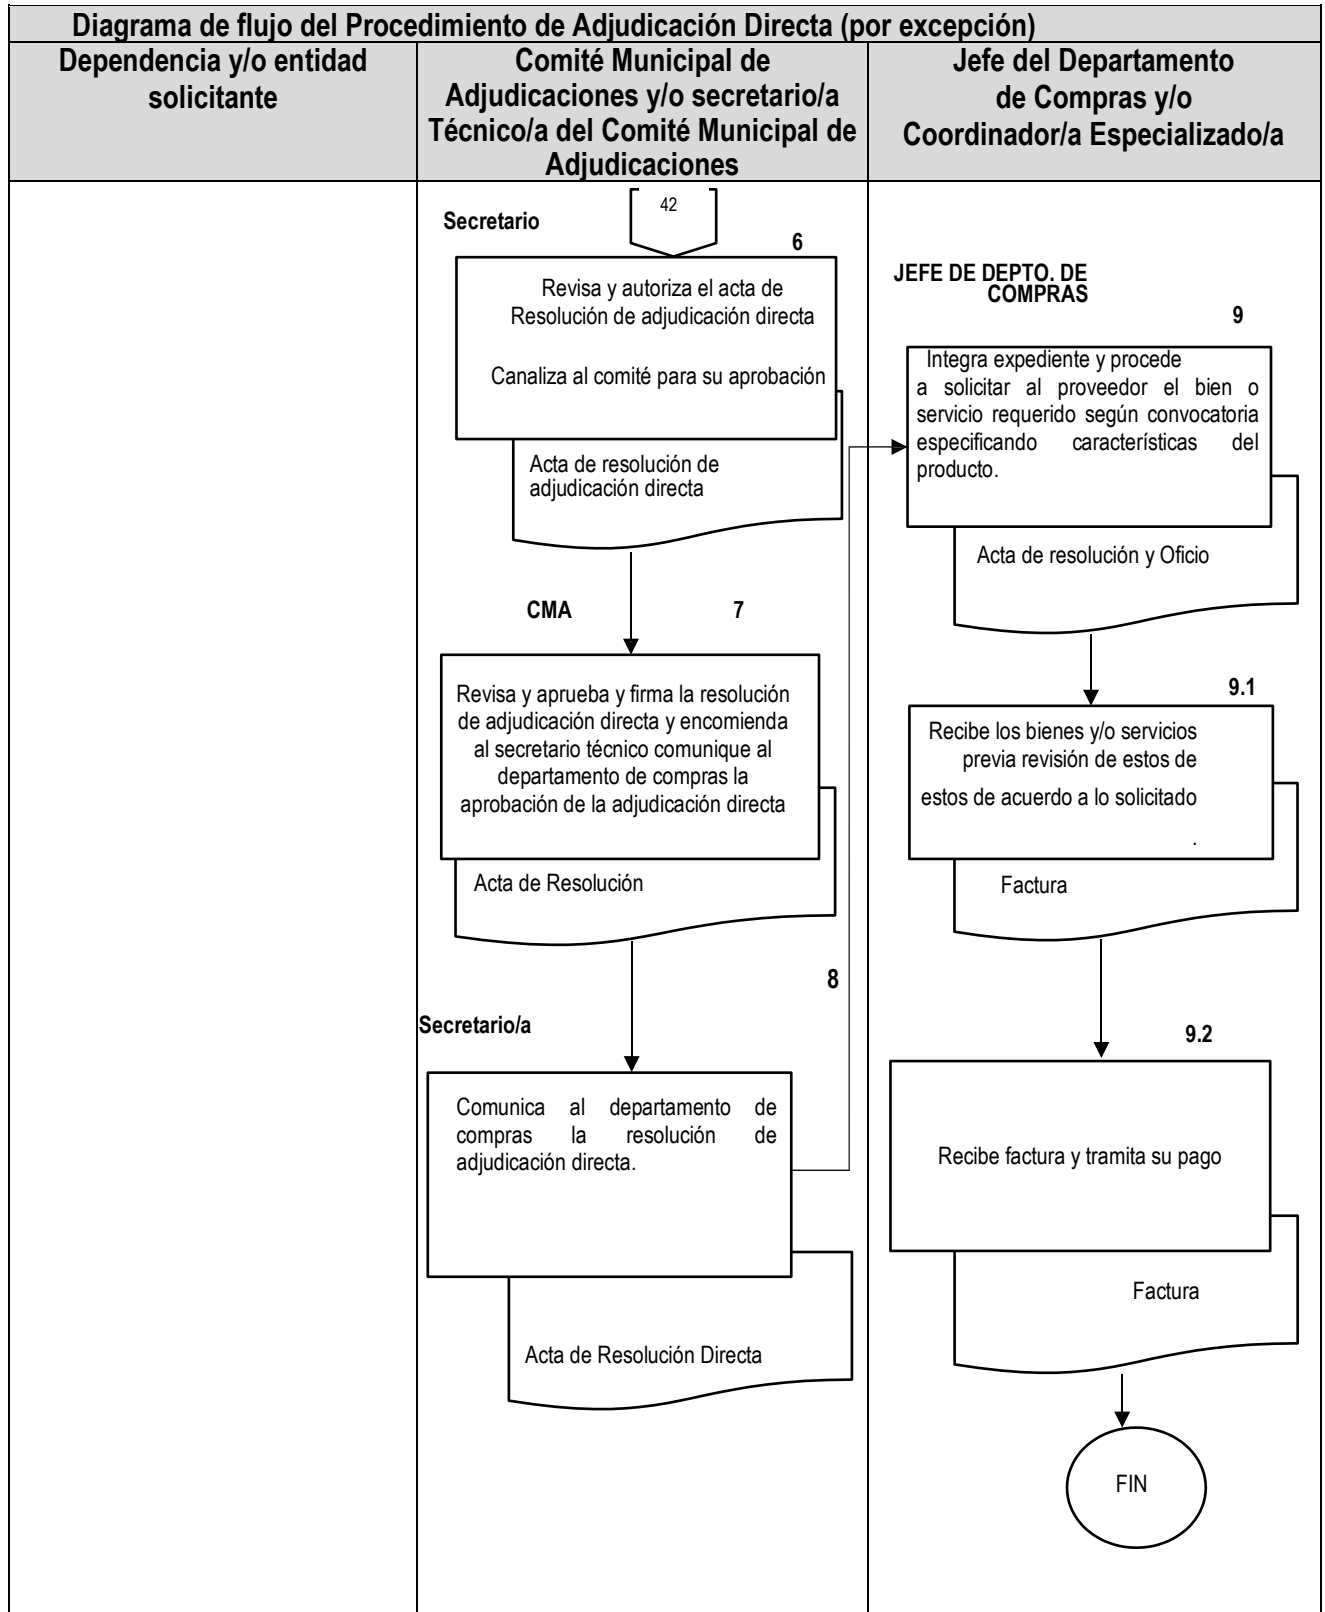 Diagrama de flujo del Procedimiento de Adjudicación Directa (por excepción)
Dependencia y/o entidad
solicitante
Comité Municipal de
Adjudicaciones y/o secretario/a
Técnico/a del Comité Municipal de
Adjudicaciones
Jefe del Departamento
de Compras y/o
Coordinador/a Especializado/a
42
Secretario
6
Revisa y autoriza el acta de
Resolución de adjudicación directa
Canaliza al comité para su aprobación
Acta de resolución de
adjudicación directa
CMA
7
Revisa y aprueba y firma la resolución
de adjudicación directa y encomienda
al secretario técnico comunique al
departamento de compras la
aprobación de la adjudicación directa
Acta de Resolución
8
Secretario/a
Comunica al departamento de
compras la resolución de
adjudicación directa.
Acta de Resolución Directa
JEFE DE DEPTO. DE
COMPRAS
9
Integra expediente y procede
a solicitar al proveedor el bien o
servicio requerido según convocatoria
especificando características del
producto.
Acta de resolución y Oficio
9.1
Recibe los bienes y/o servicios
previa revisión de estos de
estos de acuerdo a lo solicitado
.
Factura
9.2
Recibe factura y tramita su pago
Factura
FIN